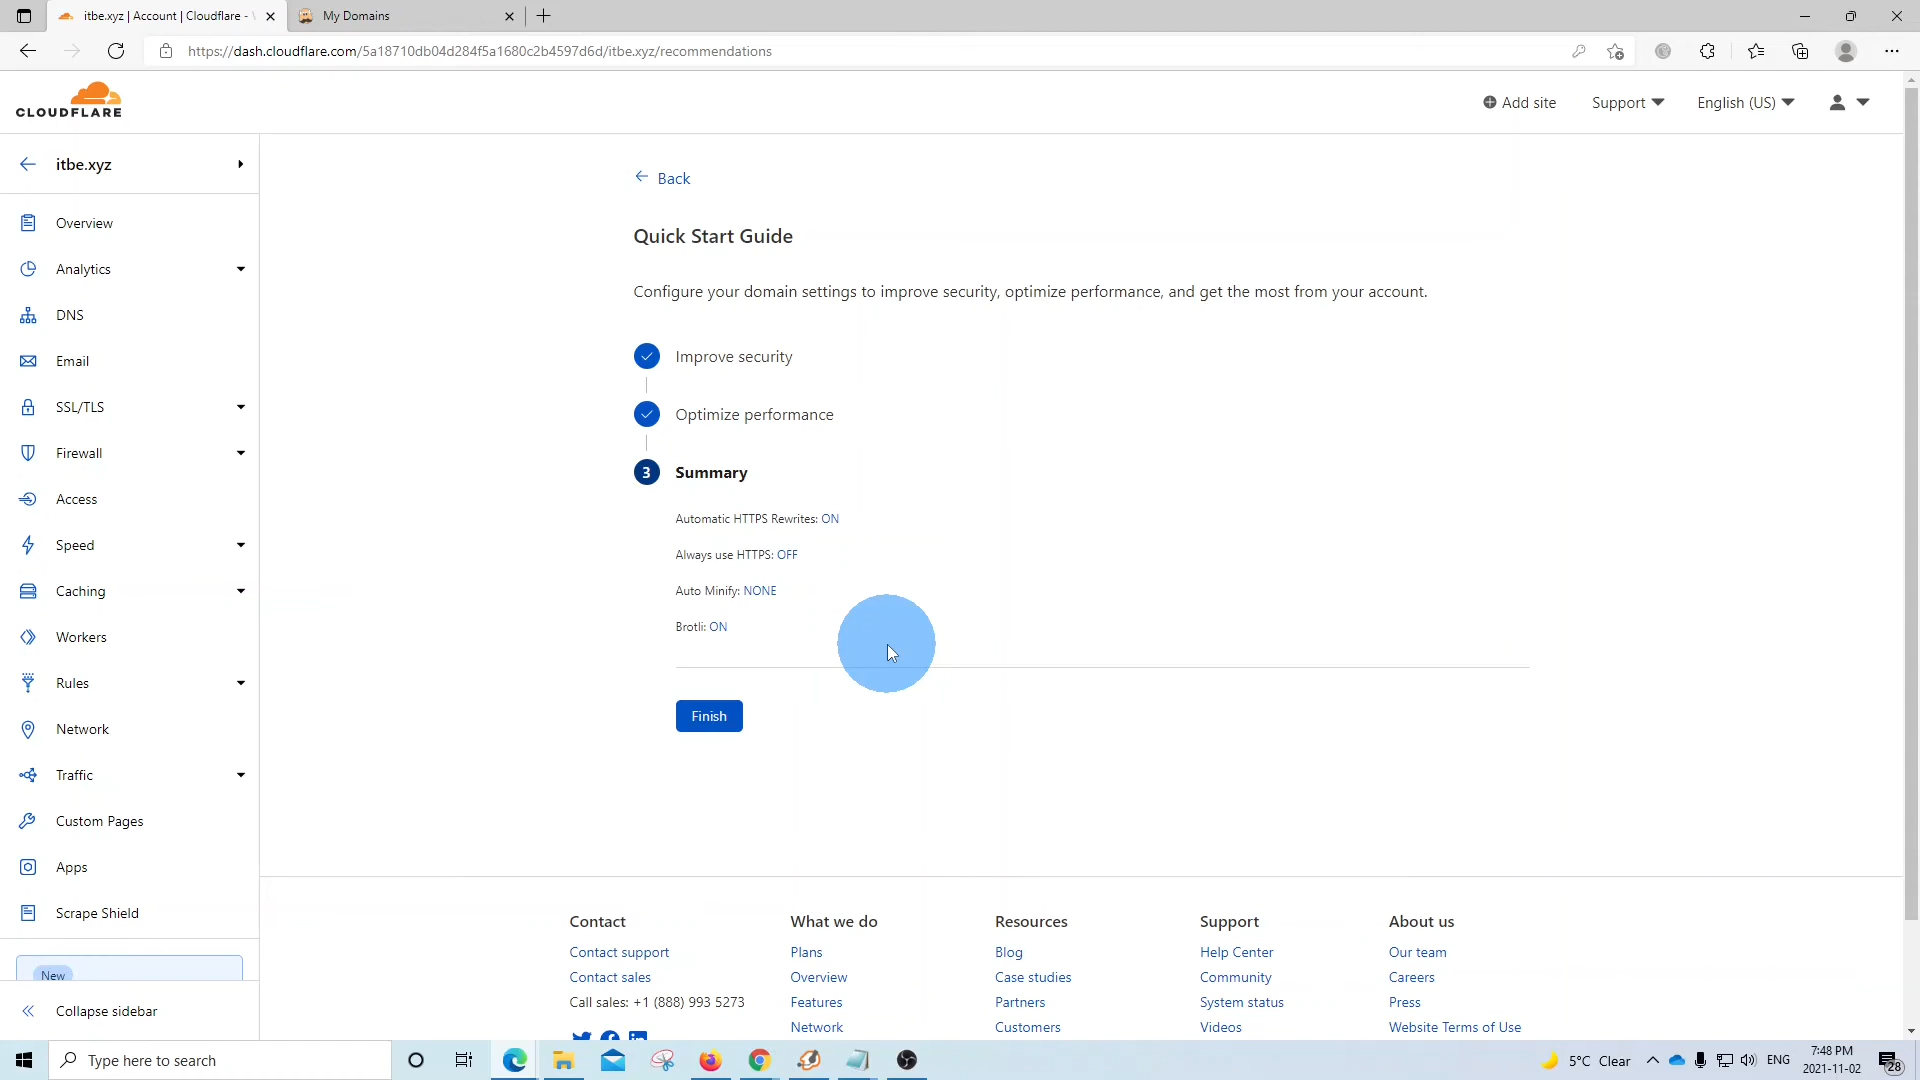 itbe.xyz | Account | Cloudflare -
My Domains
https://dash.cloudflare.com/5a18710db04d284f5a1680c2b4597d6d/itbe.xyz/recommendations
CLOUDFLARE
Add site
Support
English (US)
itbe.xyz
Overview
Analytics
DNS
Email
SSL/TLS
Firewall
Access
Speed
Caching
Workers
Rules
Network
Traffic
Custom Pages
Apps
Scrape Shield
New
Collapse sidebar
Back
Quick Start Guide
Configure your domain settings to improve security, optimize performance, and get the most from your account.
Improve security
Optimize performance
3 Summary
Automatic HTTPS Rewrites: ON
Always use HTTPS: OFF
Auto Minify: NONE
Brotli: ON
Finish
Contact
Contact support
Contact sales
Call sales: +1 (888) 993 5273
What we do
Plans
Overview
Features
Network
Resources
Blog
Case studies
Partners
Customers
Support
Help Center
Community
System status
Videos
About us
Our team
Careers
Press
Website Terms of Use
Type here to search
5°C Clear
ENG
7:48 PM
2021-11-02
28